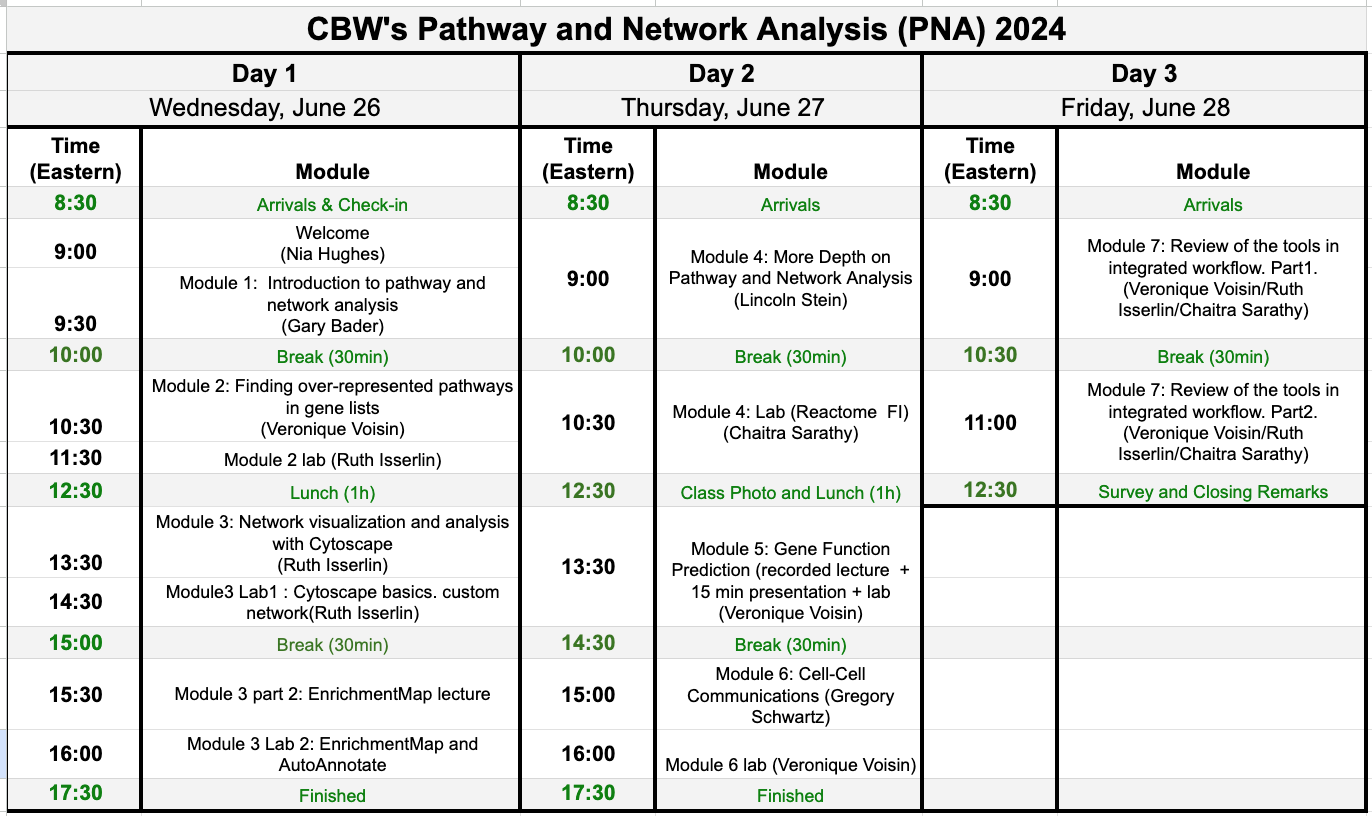 CBW's Pathway and Network Analysis (PNA) 2024
Day 1
Wednesday, June 26
Time
(Eastern)
Module
8:30
Arrivals & Check-in
9:00
Welcome
(Nia Hughes)
9:30
Module 1:  Introduction to pathway and
network analysis
(Gary Bader)
10:00
Break (30min)
10:30
Module 2: Finding over-represented pathways
in gene lists
(Veronique Voisin)
11:30
Module 2 lab (Ruth Isserlin)
12:30
Lunch (1h)
13:30
Module 3: Network visualization and analysis
with Cytoscape
(Ruth Isserlin)
14:30
Module3 Lab1 : Cytoscape basics. custom
network(Ruth Isserlin)
15:00
Break (30min)
15:30
Module 3 part 2: EnrichmentMap lecture
16:00
Module 3 Lab 2: EnrichmentMap and
AutoAnnotate
17:30
Finished
Day 2
Thursday, June 27
Time
(Eastern)
Module
8:30
Arrivals
9:00
Module 4: More Depth on
Pathway and Network Analysis
(Lincoln Stein)
10:00
Break (30min)
10:30
Module 4: Lab (Reactome  FI)
(Chaitra Sarathy)
12:30
Class Photo and Lunch (1h)
13:30
Module 5: Gene Function
Prediction (recorded lecture  +
15 min presentation + lab
(Veronique Voisin)
14:30
Break (30min)
15:00
Module 6: Cell-Cell
Communications (Gregory
Schwartz)
16:00
Module 6 lab (Veronique Voisin)
17:30
Finished
Day 3
Friday, June 28
Time
(Eastern)
Module
8:30
Arrivals
9:00
Module 7: Review of the tools in
integrated workflow. Part1.
(Veronique Voisin/Ruth
Isserlin/Chaitra Sarathy)
10:30
Break (30min)
11:00
Module 7: Review of the tools in
integrated workflow. Part2.
(Veronique Voisin/Ruth
Isserlin/Chaitra Sarathy)
12:30
Survey and Closing Remarks